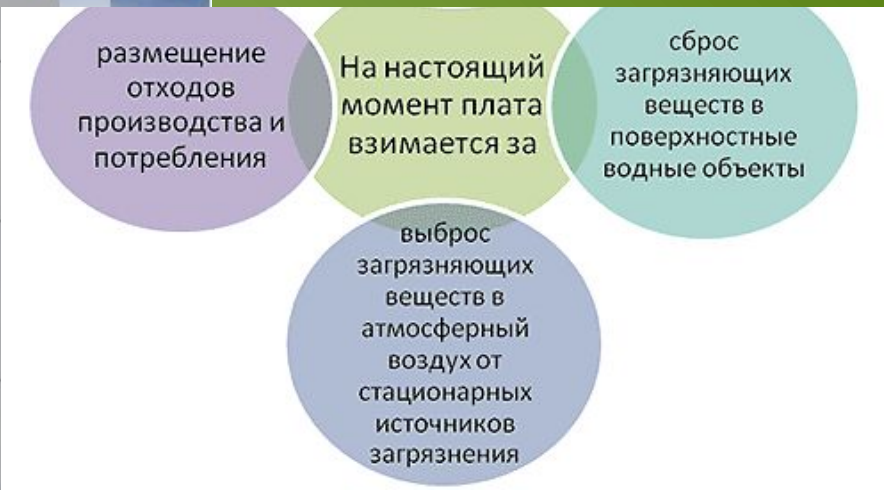 размещение
отходов
производства и
потребления
На настоящий
момент плата
взимается за
сброс
загрязняющих
веществ в
поверхностные
водные объекты
выброс
загрязняющих
веществ в
атмосферный
воздух от
стационарных
источников
загрязнения